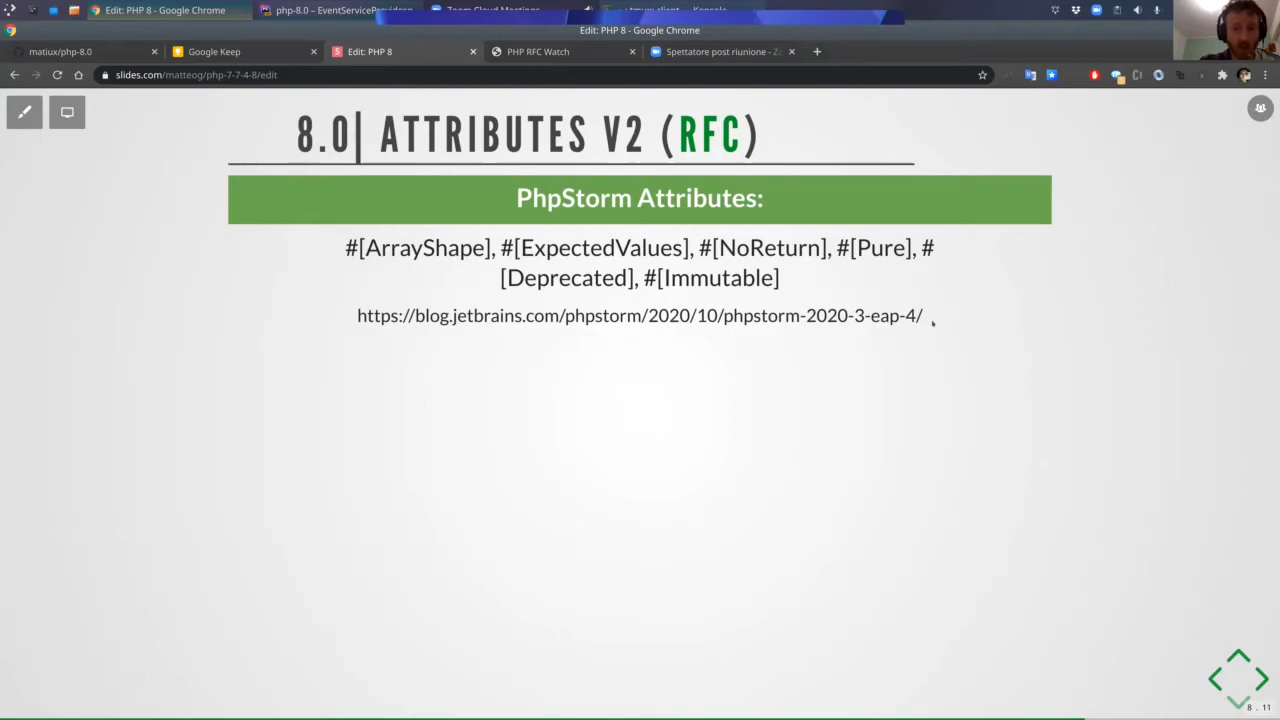 Edit: PHP 8 - Google Chrome
php-8.0 – EventServiceProvider.
Zoom Cloud Meetings
Edit: PHP 8 - Google Chrome
matiux/php-8.0
Google Keep
Edit: PHP 8
PHP RFC Watch
Spettatore post riunione - Z
slides.com/matteog/php-7-7-4-8/edit
8.0| ATTRIBUTES V2 (RFC)
PhpStorm Attributes:
#[ArrayShape], #[ExpectedValues], #[NoReturn], #[Pure], #
[Deprecated], #[Immutable]
https://blog.jetbrains.com/phpstorm/2020/10/phpstorm-2020-3-eap-4/
8 . 11